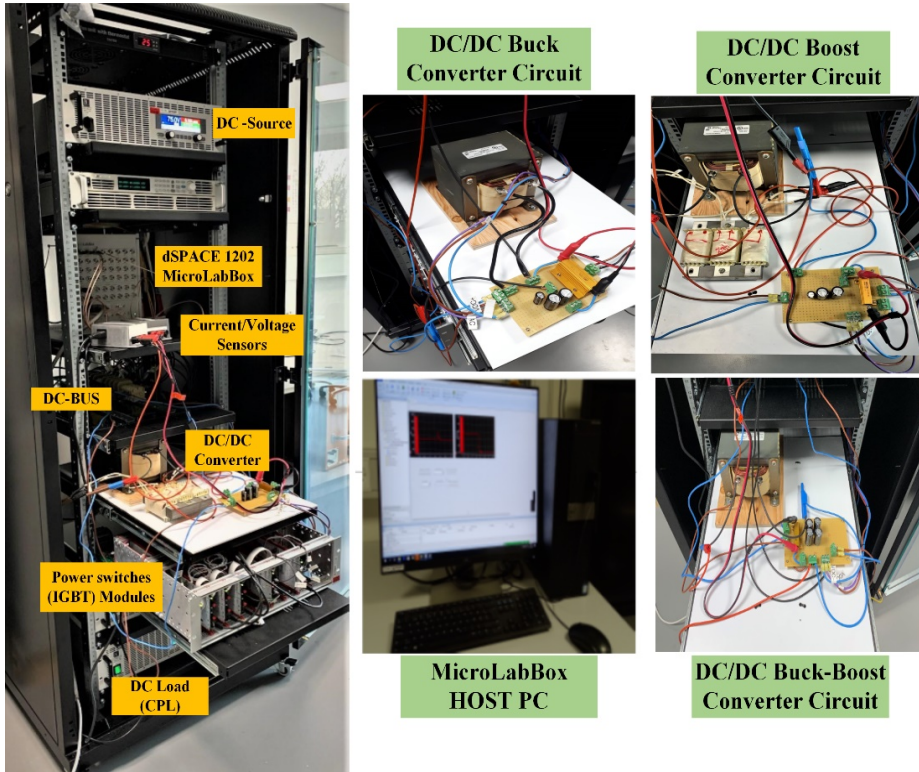 DC -Source
dSPACE 1202
MicroLabBox
Current/Voltage
Sensors
DC-BUS
DC/DC
Converter
Power switches
(IGBT) Modules
DC Load
(CPL)
DC/DC Buck
Converter Circuit
DC/DC Boost
Converter Circuit
MicroLabBox
HOST PC
DC/DC Buck-Boost
Converter Circuit